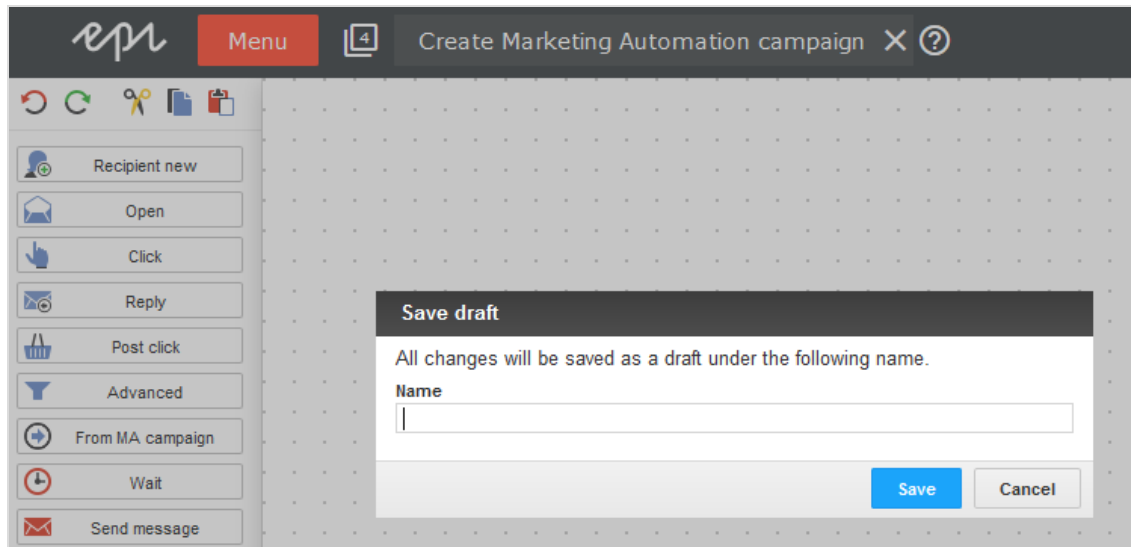 epi Menu 4 Create Marketing Automation campaign
Recipient new
Open
Click
Reply
Post click
Advanced
From MA campaign
Wait
Send message
Save draft
All changes will be saved as a draft under the following name.
Name
Save Cancel